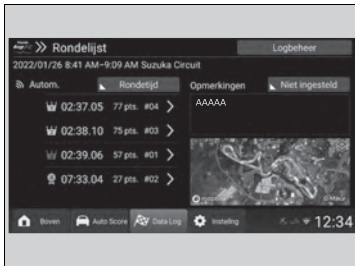 Rondelijst
Logbeheer
2022/01/26 8:41 AM–9:09 AM Suzuka Circuit
Autom.
Rondetijd
Opmerkingen
Niet ingesteld
02:37.05 77 pts. #04
AAAAA
02:38.10 75 pts. #03
02:39.06 57 pts. #01
07:33.04 27 pts. #02
Boven
Auto Score
Data Log
Instelling
12:34